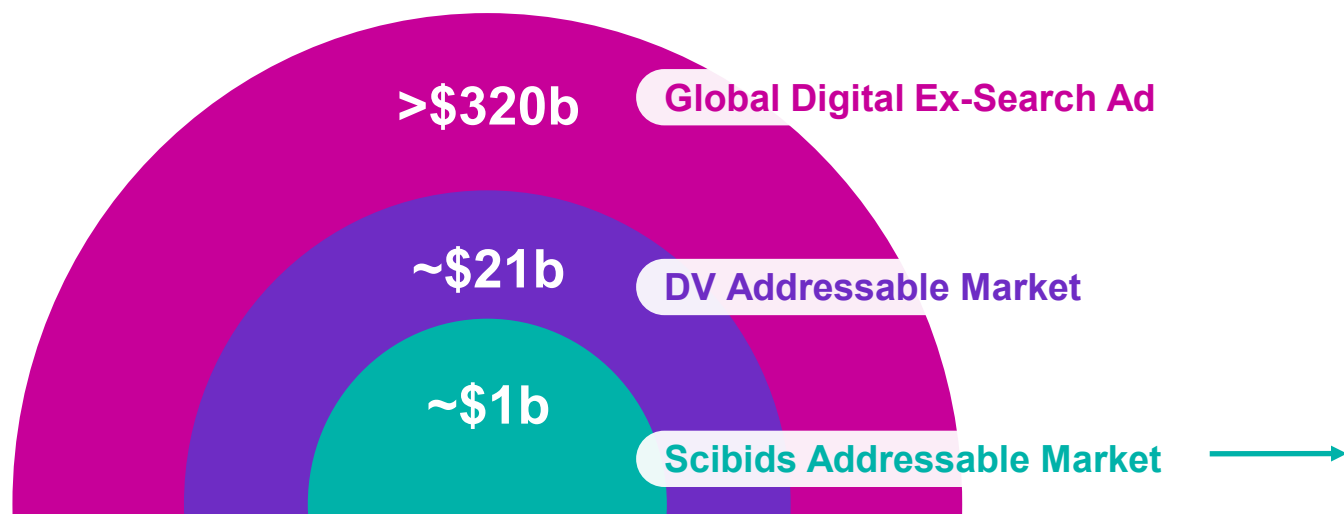 >$320b
Global Digital Ex-Search Ad
~$21b
DV Addressable Market
~$1b
Scibids Addressable Market